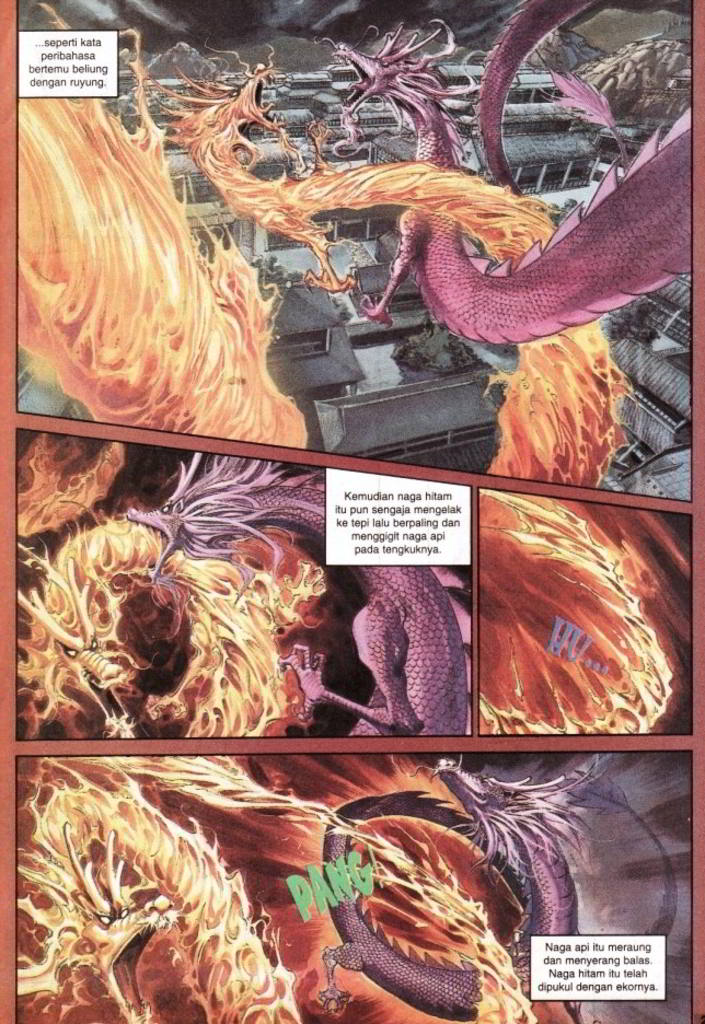 ...seperti kata
peribahasa
bertemu beliung
dengan ruyung.
Kemudian naga hitam
itu pun sengaja mengelak
ke tepi lalu berpaling dan
menggigit naga api
pada tengkuknya.
PANG
Naga api itu meraung
dan menyerang balas.
Naga hitam itu telah
dipukul dengan ekornya.